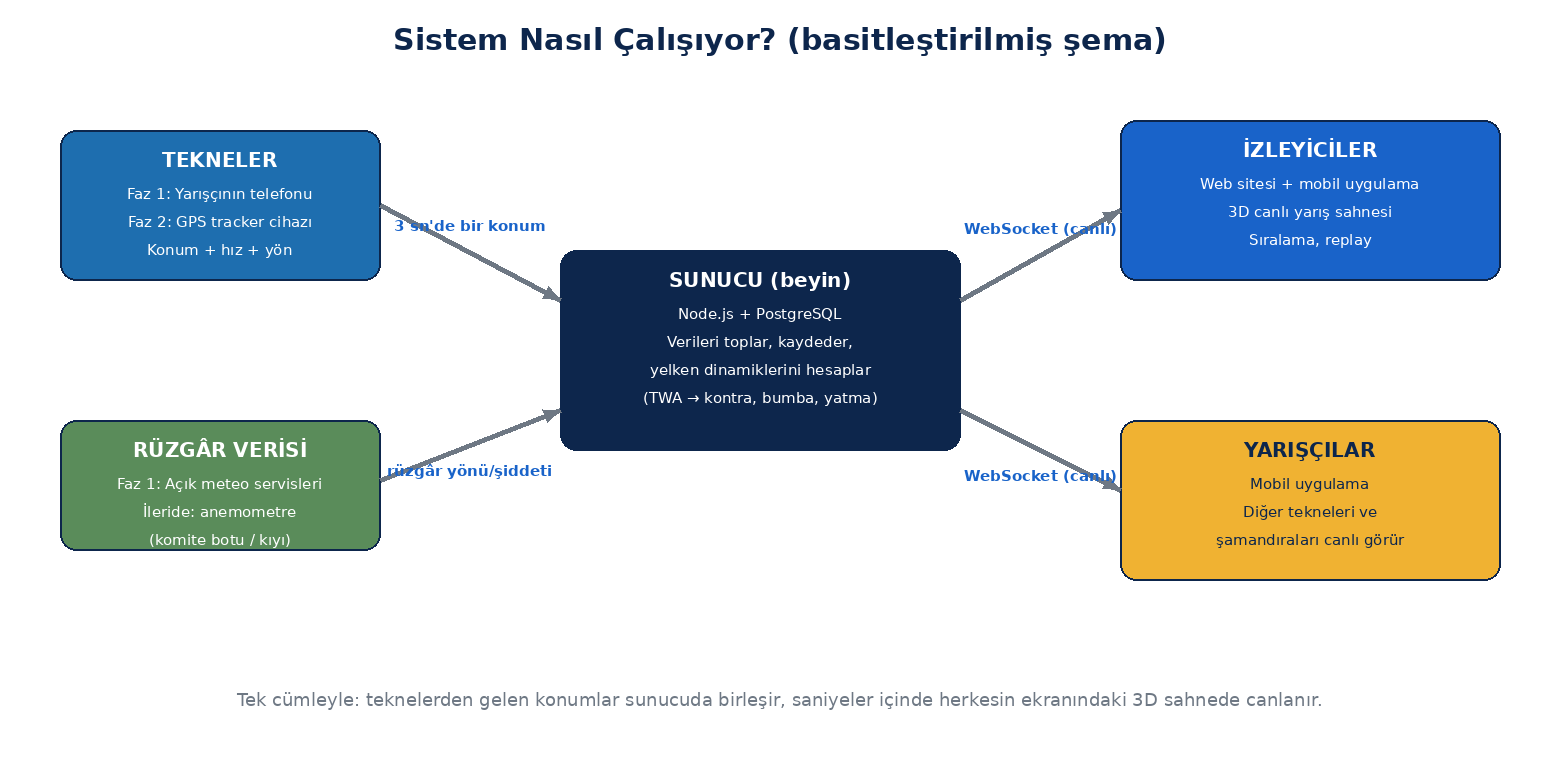 Sistem Nasıl Çalışıyor? (basitleştirilmiş şema)
TEKNELER
Faz 1: Yarışçının telefonu
Faz 2: GPS tracker cihazı
Konum + hız + yön
3 sn'de bir konum
RÜZGÂR VERİSİ
Faz 1: Açık meteo servisleri
İleride: anemometre
(komite botu / kıyı)
rüzgâr yönü/şiddeti
SUNUCU (beyin)
Node.js + PostgreSQL
Verileri toplar, kaydeder,
yelken dinamiklerini hesaplar
(TWA → kontra, bumba, yatma)
WebSocket (canlı)
İZLEYİCİLER
Web sitesi + mobil uygulama
3D canlı yarış sahnesi
Sıralama, replay
WebSocket (canlı)
YARIŞÇILAR
Mobil uygulama
Diğer tekneleri ve
şamandıraları canlı görür
Tek cümleyle: teknelerden gelen konumlar sunucuda birleşir, saniyeler içinde herkesin ekranındaki 3D sahnede canlanır.